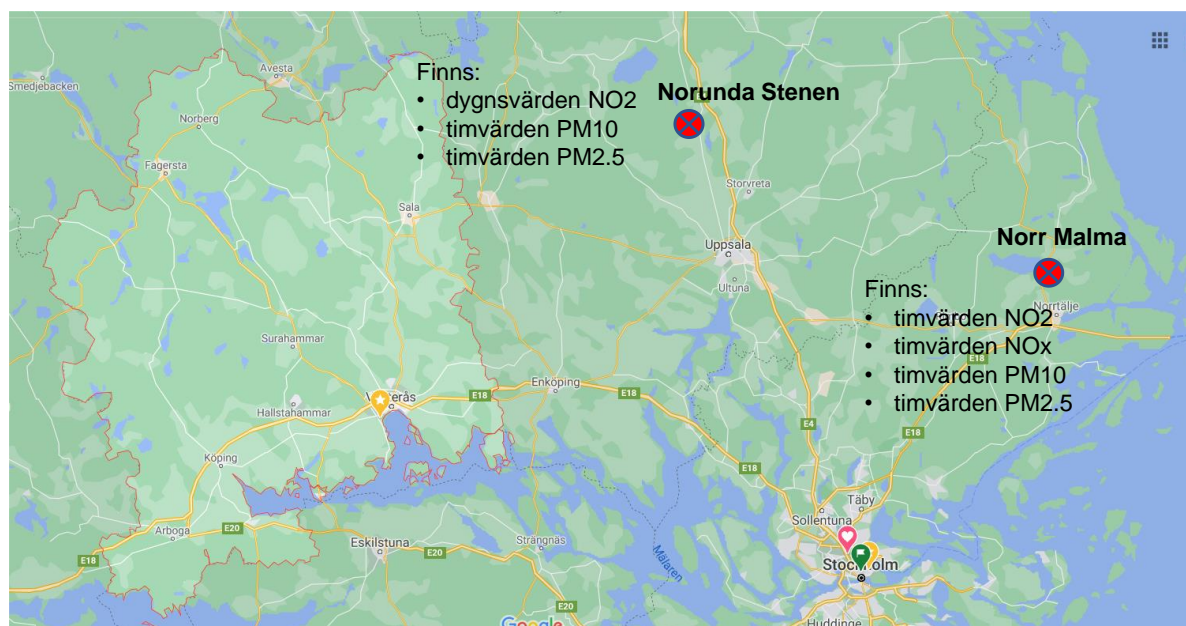 Finns:
• dygnsvärden NO2
• timvärden PM10
• timvärden PM2.5
Norunda Stenen
Norr Malma
Finns:
• timvärden NO2
• timvärden NOx
• timvärden PM10
• timvärden PM2.5
Smedjebacken
Avesta
Norberg
Fagersta
Sala
Storvreta
Uppsala
Ultuna
Norrtälje
E18
Surahammar
Enköping
E18
E18
Hallstahammar
E4
E18
Köping
E18
Täby
Sollentuna
Arboga
E20
E18
Eskilstuna
E20
Strängnäs
Mälaren
Stockholm
E20
Google
Huddinge